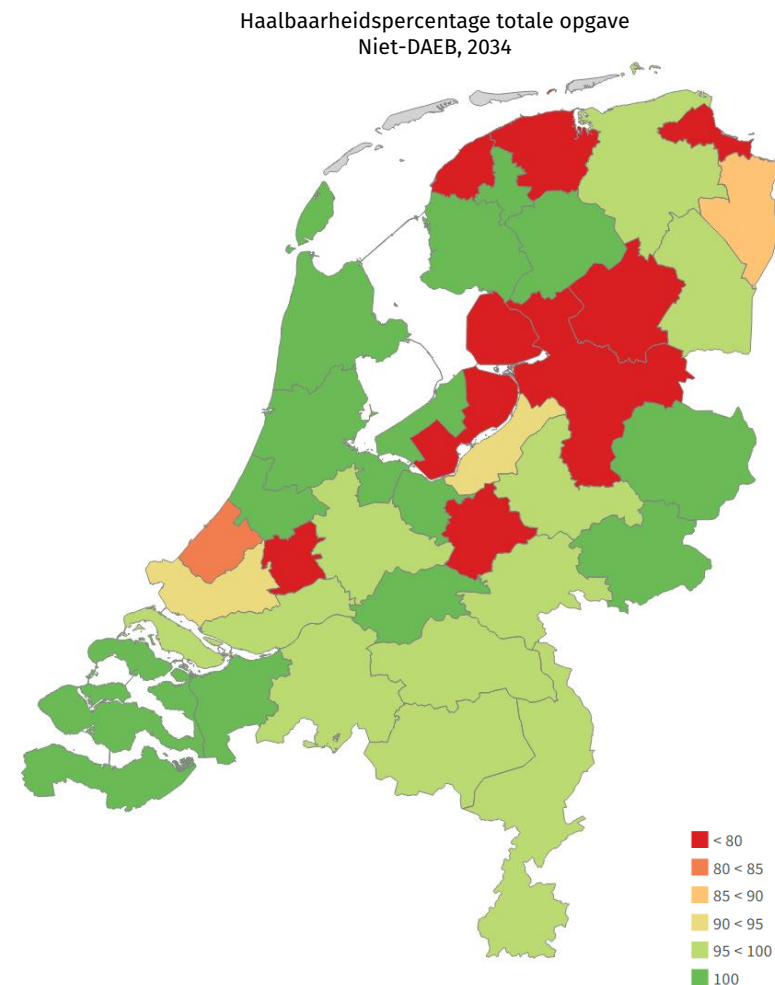 Haalbaarheidspercentage totale opgave
Niet-DAEB, 2034
< 80
80 < 85
85 < 90
90 < 95
95 < 100
100